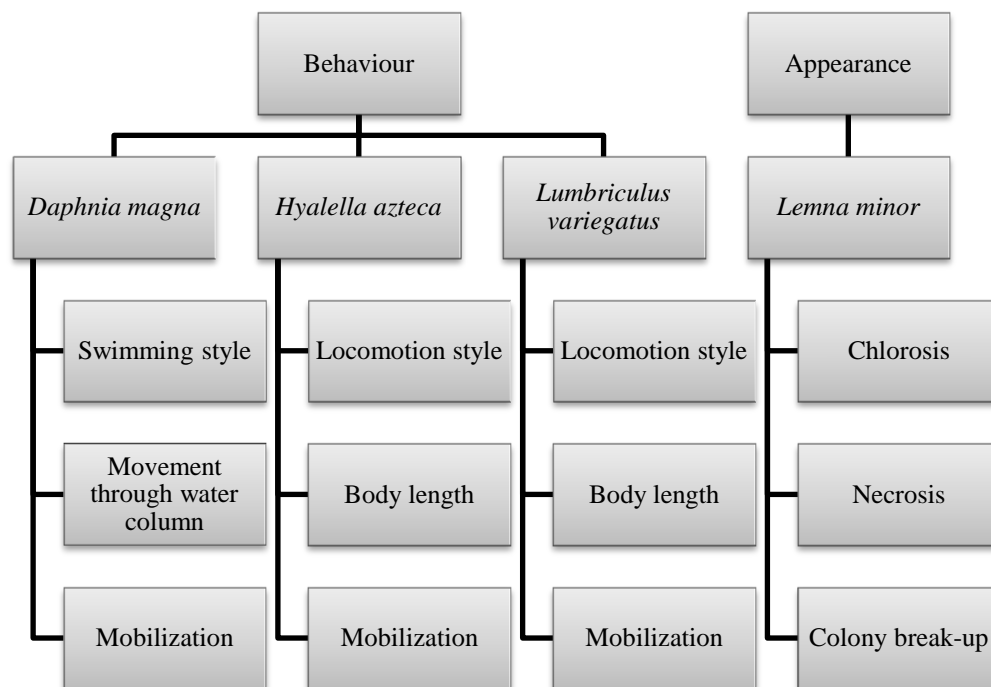 Behaviour
Appearance
Daphnia magna
Hyalella azteca
Lumbriculus
variegatus
Lemna minor
Swimming style
Locomotion style
Locomotion style
Chlorosis
Movement
through water
column
Body length
Body length
Necrosis
Mobilization
Mobilization
Mobilization
Colony break-up